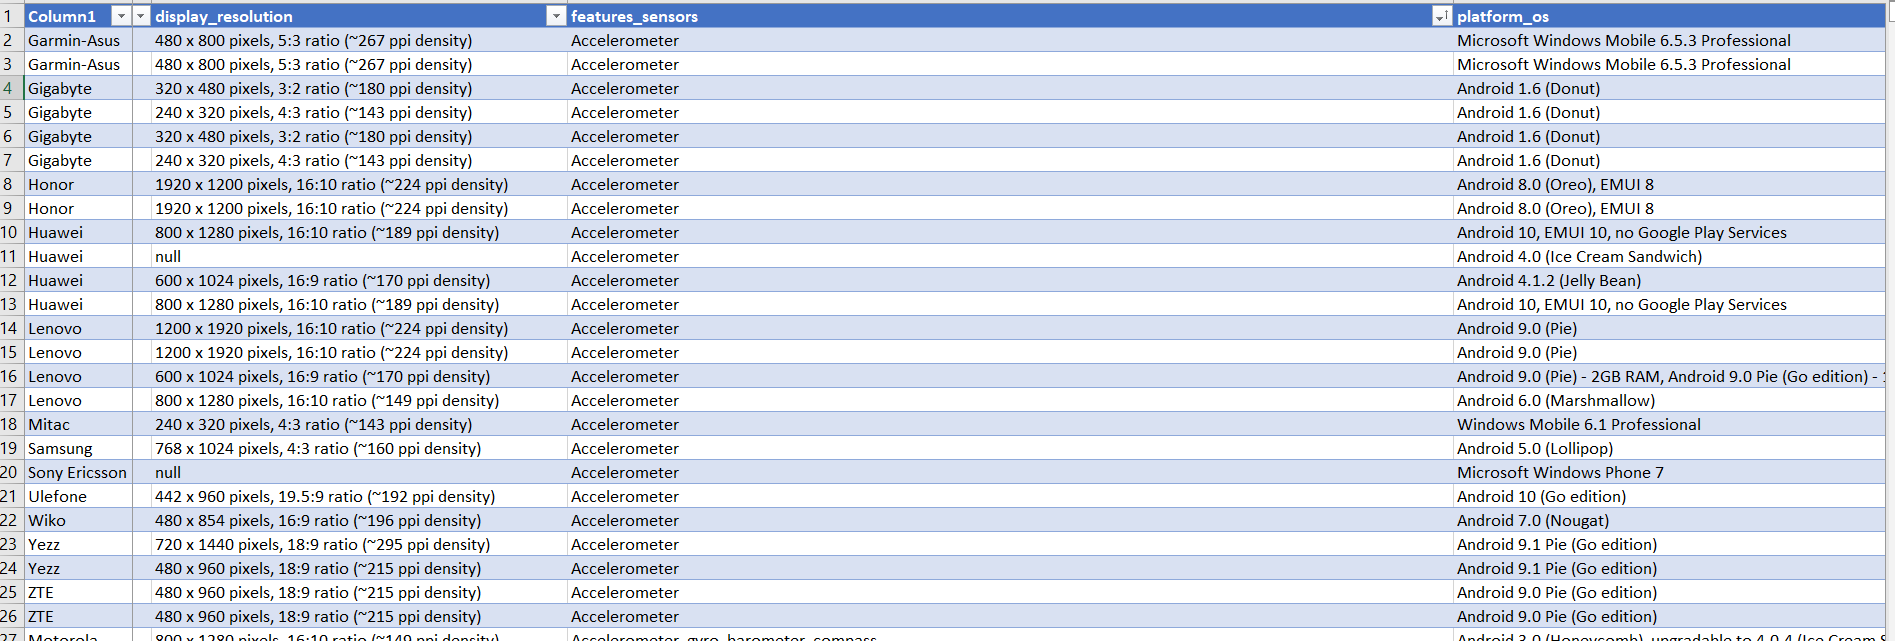 1 Column1 display_resolution features_sensors platform_os
2 Garmin-Asus 480 x 800 pixels, 5:3 ratio (~267 ppi density) Accelerometer Microsoft Windows Mobile 6.5.3 Professional
3 Garmin-Asus 480 x 800 pixels, 5:3 ratio (~267 ppi density) Accelerometer Microsoft Windows Mobile 6.5.3 Professional
4 Gigabyte 320 x 480 pixels, 3:2 ratio (~180 ppi density) Accelerometer Android 1.6 (Donut)
5 Gigabyte 240 x 320 pixels, 4:3 ratio (~143 ppi density) Accelerometer Android 1.6 (Donut)
6 Gigabyte 320 x 480 pixels, 3:2 ratio (~180 ppi density) Accelerometer Android 1.6 (Donut)
7 Gigabyte 240 x 320 pixels, 4:3 ratio (~143 ppi density) Accelerometer Android 1.6 (Donut)
8 Honor 1920 x 1200 pixels, 16:10 ratio (~224 ppi density) Accelerometer Android 8.0 (Oreo), EMUI 8
9 Honor 1920 x 1200 pixels, 16:10 ratio (~224 ppi density) Accelerometer Android 8.0 (Oreo), EMUI 8
10 Huawei 800 x 1280 pixels, 16:10 ratio (~189 ppi density) Accelerometer Android 10, EMUI 10, no Google Play Services
11 Huawei null Accelerometer Android 4.0 (Ice Cream Sandwich)
12 Huawei 600 x 1024 pixels, 16:9 ratio (~170 ppi density) Accelerometer Android 4.1.2 (Jelly Bean)
13 Huawei 800 x 1280 pixels, 16:10 ratio (~189 ppi density) Accelerometer Android 10, EMUI 10, no Google Play Services
14 Lenovo 1200 x 1920 pixels, 16:10 ratio (~224 ppi density) Accelerometer Android 9.0 (Pie)
15 Lenovo 1200 x 1920 pixels, 16:10 ratio (~224 ppi density) Accelerometer Android 9.0 (Pie)
16 Lenovo 600 x 1024 pixels, 16:9 ratio (~170 ppi density) Accelerometer Android 9.0 (Pie) - 2GB RAM, Android 9.0 Pie (Go edition) -
17 Lenovo 800 x 1280 pixels, 16:10 ratio (~149 ppi density) Accelerometer Android 6.0 (Marshmallow)
18 Mitac 240 x 320 pixels, 4:3 ratio (~143 ppi density) Accelerometer Windows Mobile 6.1 Professional
19 Samsung 768 x 1024 pixels, 4:3 ratio (~160 ppi density) Accelerometer Android 5.0 (Lollipop)
20 Sony Ericsson null Accelerometer Microsoft Windows Phone 7
21 Ulefone 442 x 960 pixels, 19.5:9 ratio (~192 ppi density) Accelerometer Android 10 (Go edition)
22 Wiko 480 x 854 pixels, 16:9 ratio (~196 ppi density) Accelerometer Android 7.0 (Nougat)
23 Yezz 720 x 1440 pixels, 18:9 ratio (~295 ppi density) Accelerometer Android 9.1 Pie (Go edition)
24 Yezz 480 x 960 pixels, 18:9 ratio (~215 ppi density) Accelerometer Android 9.1 Pie (Go edition)
25 ZTE 480 x 960 pixels, 18:9 ratio (~215 ppi density) Accelerometer Android 9.0 Pie (Go edition)
26 ZTE 480 x 960 pixels, 18:9 ratio (~215 ppi density) Accelerometer Android 9.0 Pie (Go edition)
27 Motorola 800 x 1280 pixels, 16:10 ratio (~149 ppi density) Accelerometer, gyro, barometer, compass Android 3.0 (Honeycomb), upgradable to 4.0.4 (Ice Cream